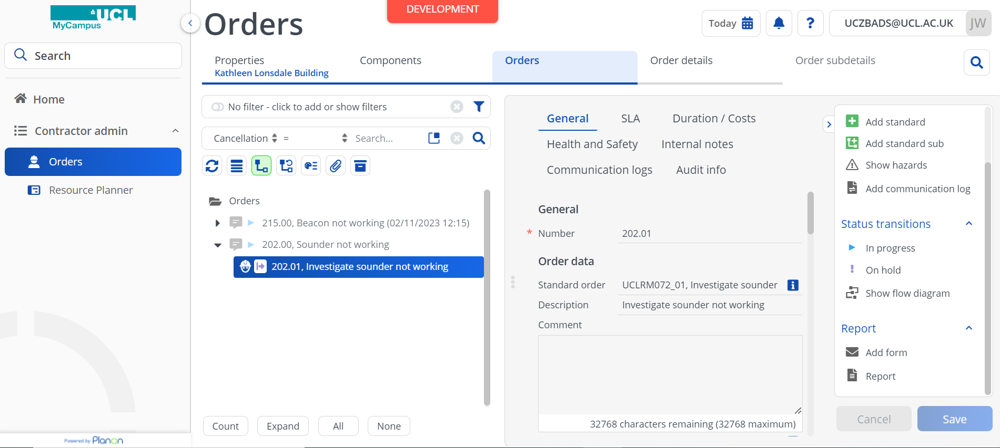 UCL
MyCampus
Search
Home
Contractor admin
Orders
Resource Planner
Powered by Planon
Orders
DEVELOPMENT
Today
?
UCZBADS@UCL.AC.UK
JW
Properties
Kathleen Lonsdale Building
Components
Orders
Order details
Order subdetails
No filter - click to add or show filters
Cancellation = Search...
Orders
215.00, Beacon not working (02/11/2023 12:15)
202.00, Sounder not working
202.01, Investigate sounder not working
Count
Expand
All
None
General
SLA
Duration / Costs
Health and Safety
Internal notes
Communication logs
Audit info
General
* Number 202.01
Order data
Standard order UCLRM072_01, Investigate sounder
Description Investigate sounder not working
Comment
32768 characters remaining (32768 maximum)
Add standard
Add standard sub
Show hazards
Add communication log
Status transitions
In progress
On hold
Show flow diagram
Report
Add form
Report
Cancel
Save